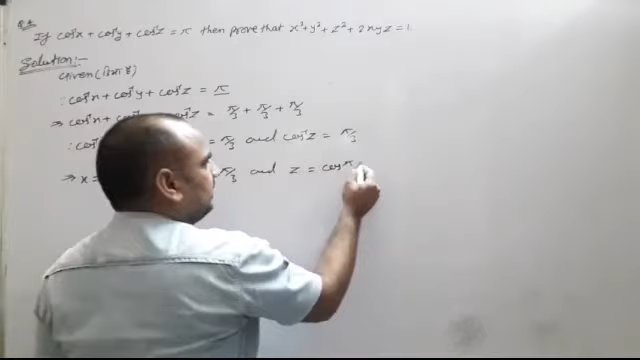 Q.4.
If cos⁻¹x + cos⁻¹y + cos⁻¹z = π then prove that x²+y²+z²+2xyz=1.
Solution:-
Given (दिया है)
∵ cos⁻¹x + cos⁻¹y + cos⁻¹z = π
⇒ cos⁻¹x + cos z = π/3 + π/3 + π/3
∴ cos = π/3 and cos⁻¹z = π/3
⇒ x = π/3 and z = cos π